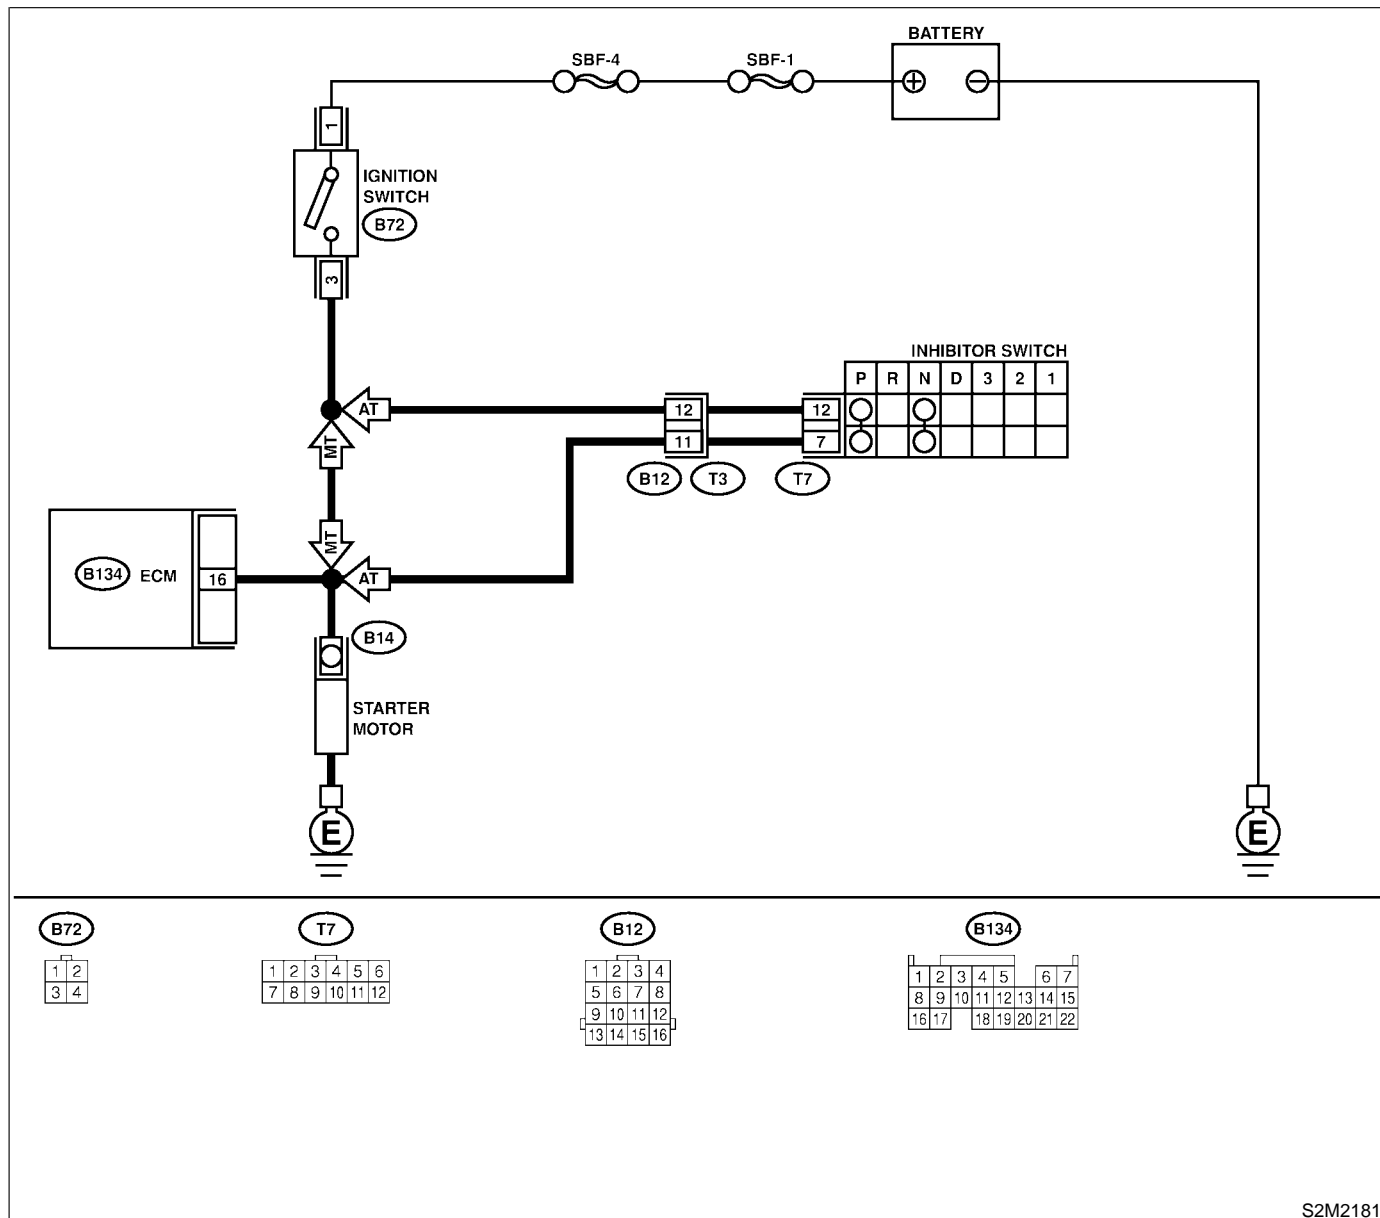 BATTERY
SBF-4 SBF-1
+ −
1
IGNITION
SWITCH
B72
3
INHIBITOR SWITCH
P R N D 3 2 1
AT 12 12
MT 11 7
B12 T3 T7
MT
B134 ECM 16 AT
B14
STARTER
MOTOR
E E
B72 T7 B12 B134
1 2
3 4
1 2 3 4 5 6
7 8 9 10 11 12
1 2 3 4
5 6 7 8
9 10 11 12
13 14 15 16
1 2 3 4 5 6 7
8 9 10 11 12 13 14 15
16 17 18 19 20 21 22
S2M2181